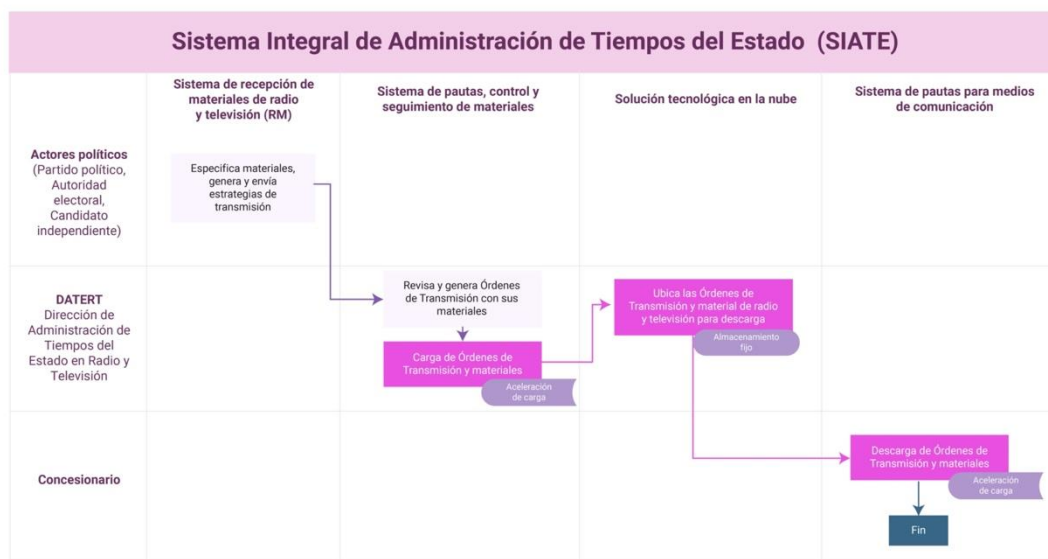 Sistema Integral de Administración de Tiempos del Estado (SIATE)
Sistema de recepción de
materiales de radio
y televisión (RM)
Sistema de pautas, control y
seguimiento de materiales
Solución tecnológica en la nube
Sistema de pautas para medios
de comunicación
Actores políticos
(Partido político,
Autoridad
electoral,
Candidato
independiente)
Especifica materiales,
genera y envía
estrategias de
transmisión
DATERT
Dirección de
Administración de
Tiempos del
Estado en Radio y
Televisión
Revisa y genera Órdenes
de Transmisión con sus
materiales
Carga de Órdenes de
Transmisión y materiales
Aceleración
de carga
Ubica las Órdenes de
Transmisión y material de radio
y televisión para descarga
Almacenamiento
fijo
Concesionario
Descarga de Órdenes de
Transmisión y materiales
Aceleración
de carga
Fin